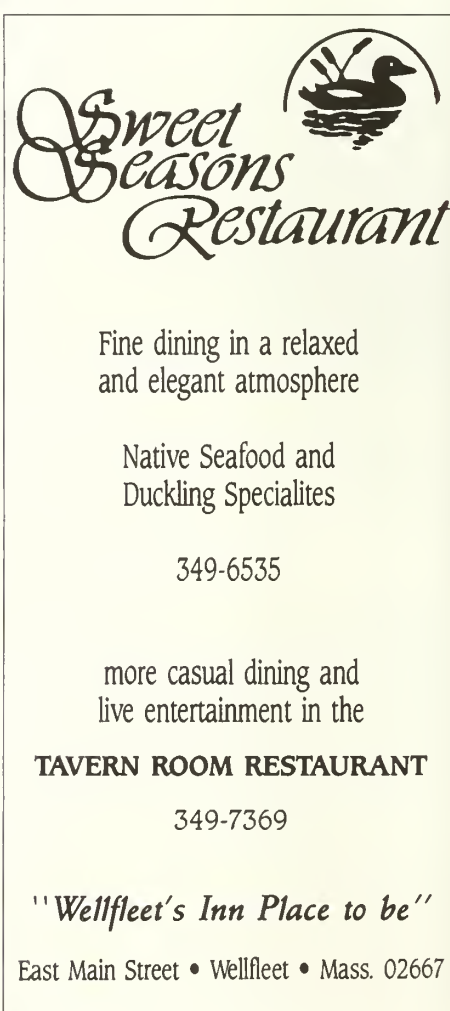 Sweet
Seasons
Restaurant
Fine dining in a relaxed
and elegant atmosphere
Native Seafood and
Duckling Specialites
349-6535
more casual dining and
live entertainment in the
TAVERN ROOM RESTAURANT
349-7369
"Wellfleet's Inn Place to be"
East Main Street • Wellfleet • Mass. 02667